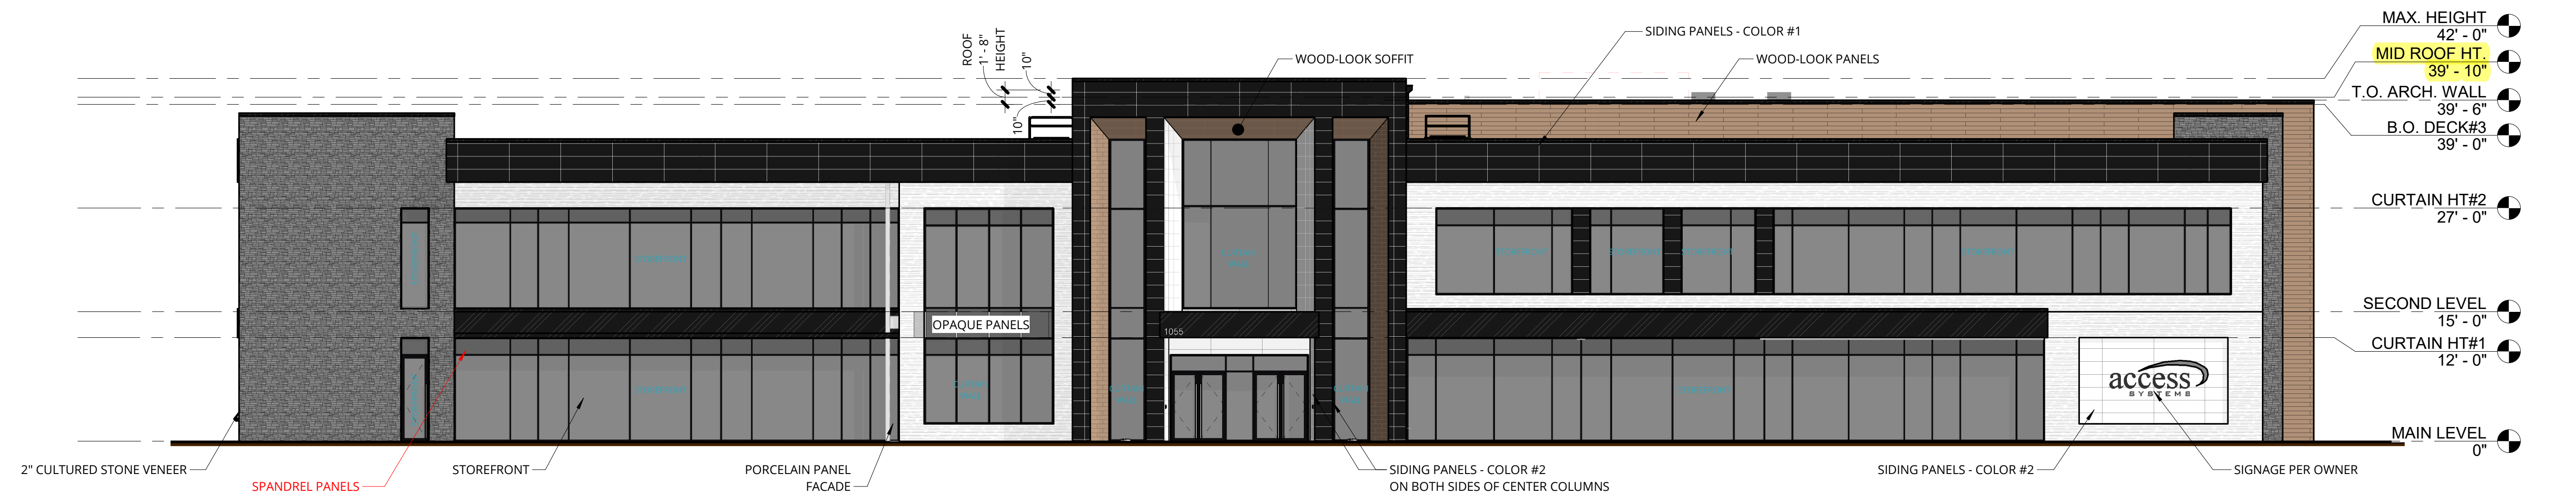 MAX. HEIGHT
42' - 0"
MID ROOF HT.
39' - 10"
T.O. ARCH. WALL
39' - 6"
B.O. DECK#3
39' - 0"
CURTAIN HT#2
27' - 0"
SECOND LEVEL
15' - 0"
CURTAIN HT#1
12' - 0"
MAIN LEVEL
0"
ROOF
1' - 8"
HEIGHT
10"
10"
WOOD-LOOK SOFFIT
SIDING PANELS - COLOR #1
WOOD-LOOK PANELS
OPAQUE PANELS
1055
access
SYSTEMS
2" CULTURED STONE VENEER
SPANDREL PANELS
STOREFRONT
PORCELAIN PANEL
FACADE
SIDING PANELS - COLOR #2
ON BOTH SIDES OF CENTER COLUMNS
SIDING PANELS - COLOR #2
SIGNAGE PER OWNER